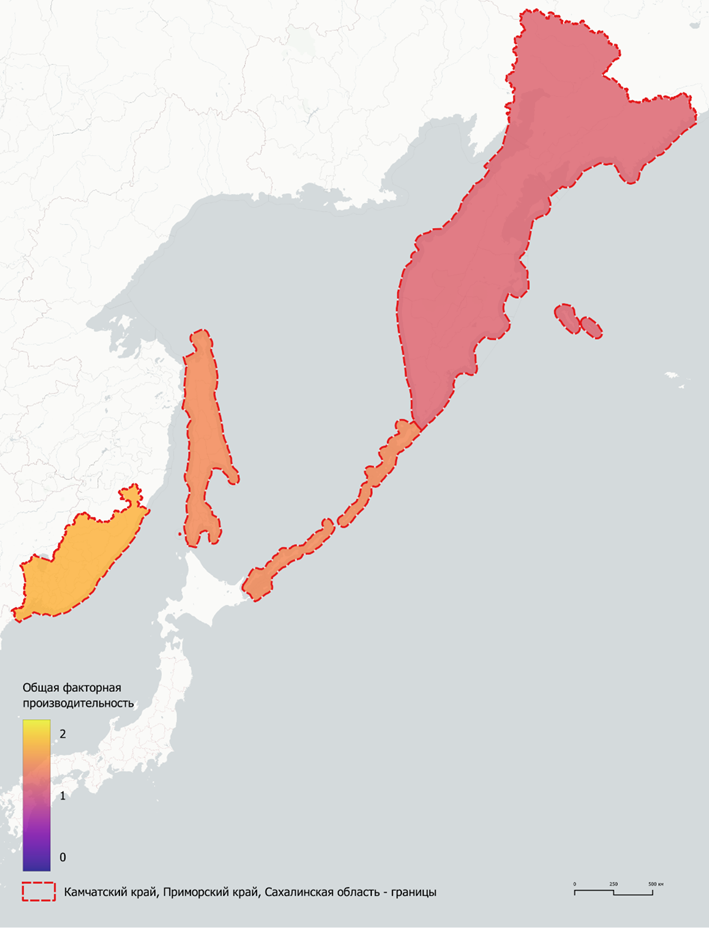 Общая факторная
производительность
2
1
0
Камчатский край, Приморский край, Сахалинская область - границы
0 250 500 км